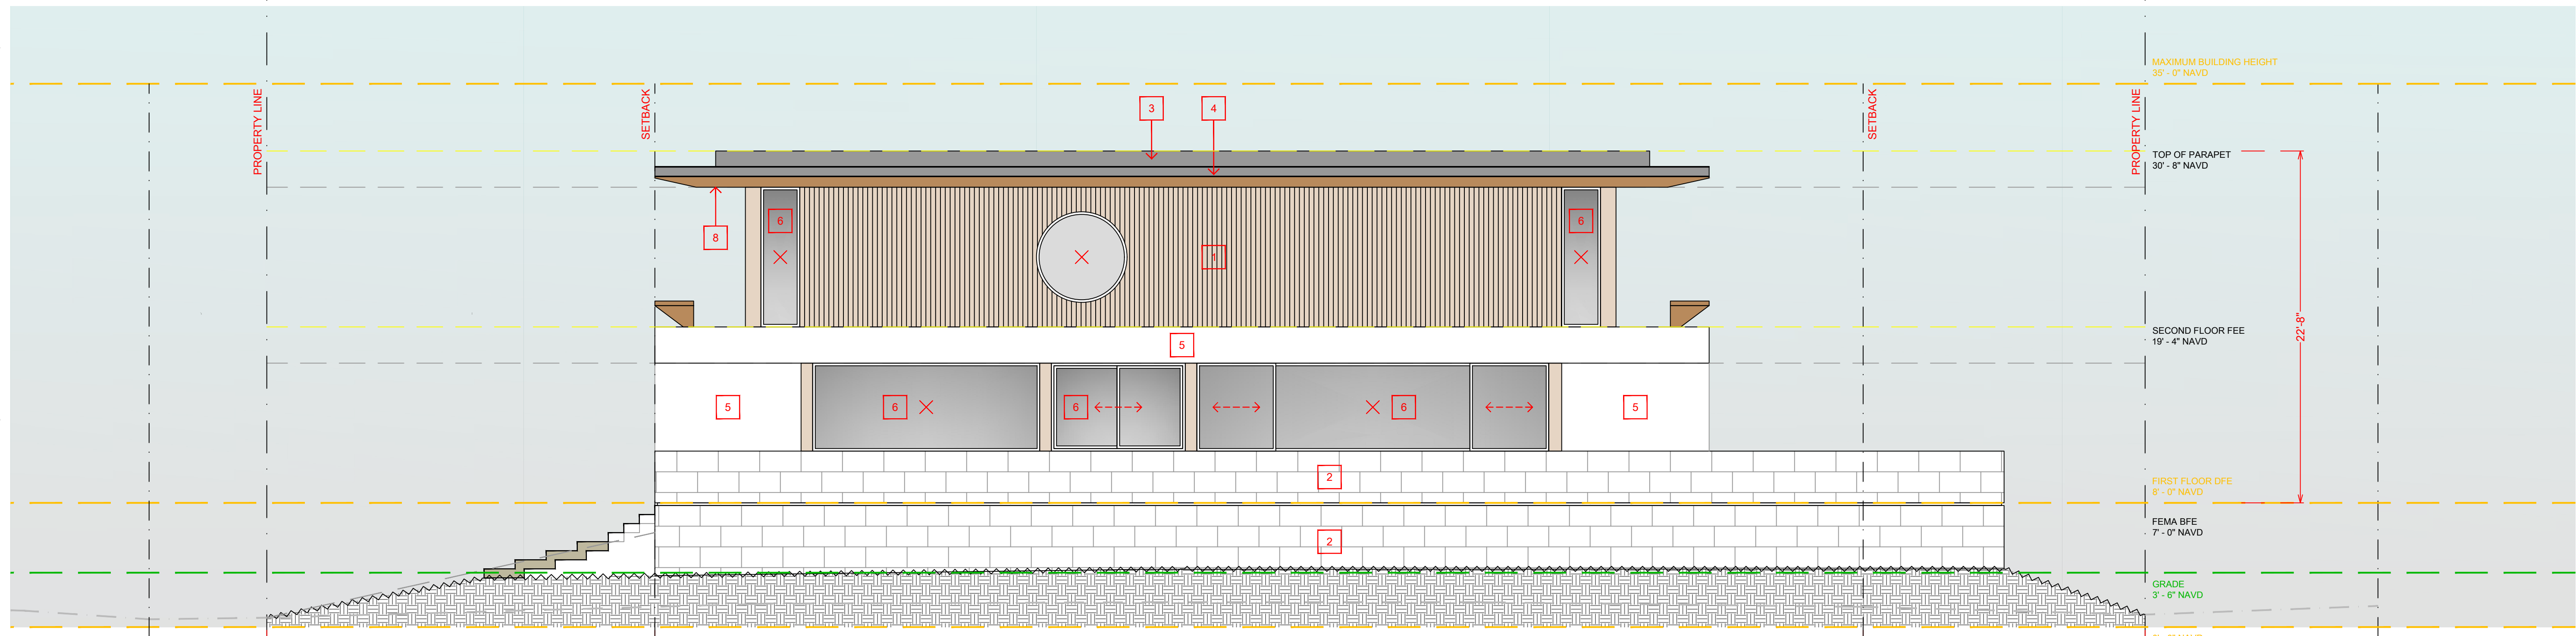 MAXIMUM BUILDING HEIGHT
35' - 0" NAVD
PROPERTY LINE
SETBACK
3
4
SETBACK
PROPERTY LINE
TOP OF PARAPET
30' - 8" NAVD
6
6
8
1
22'-8"
SECOND FLOOR FEE
19' - 4" NAVD
5
5
6
6
6
5
2
FIRST FLOOR DFE
8' - 0" NAVD
FEMA BFE
7' - 0" NAVD
2
GRADE
3' - 6" NAVD